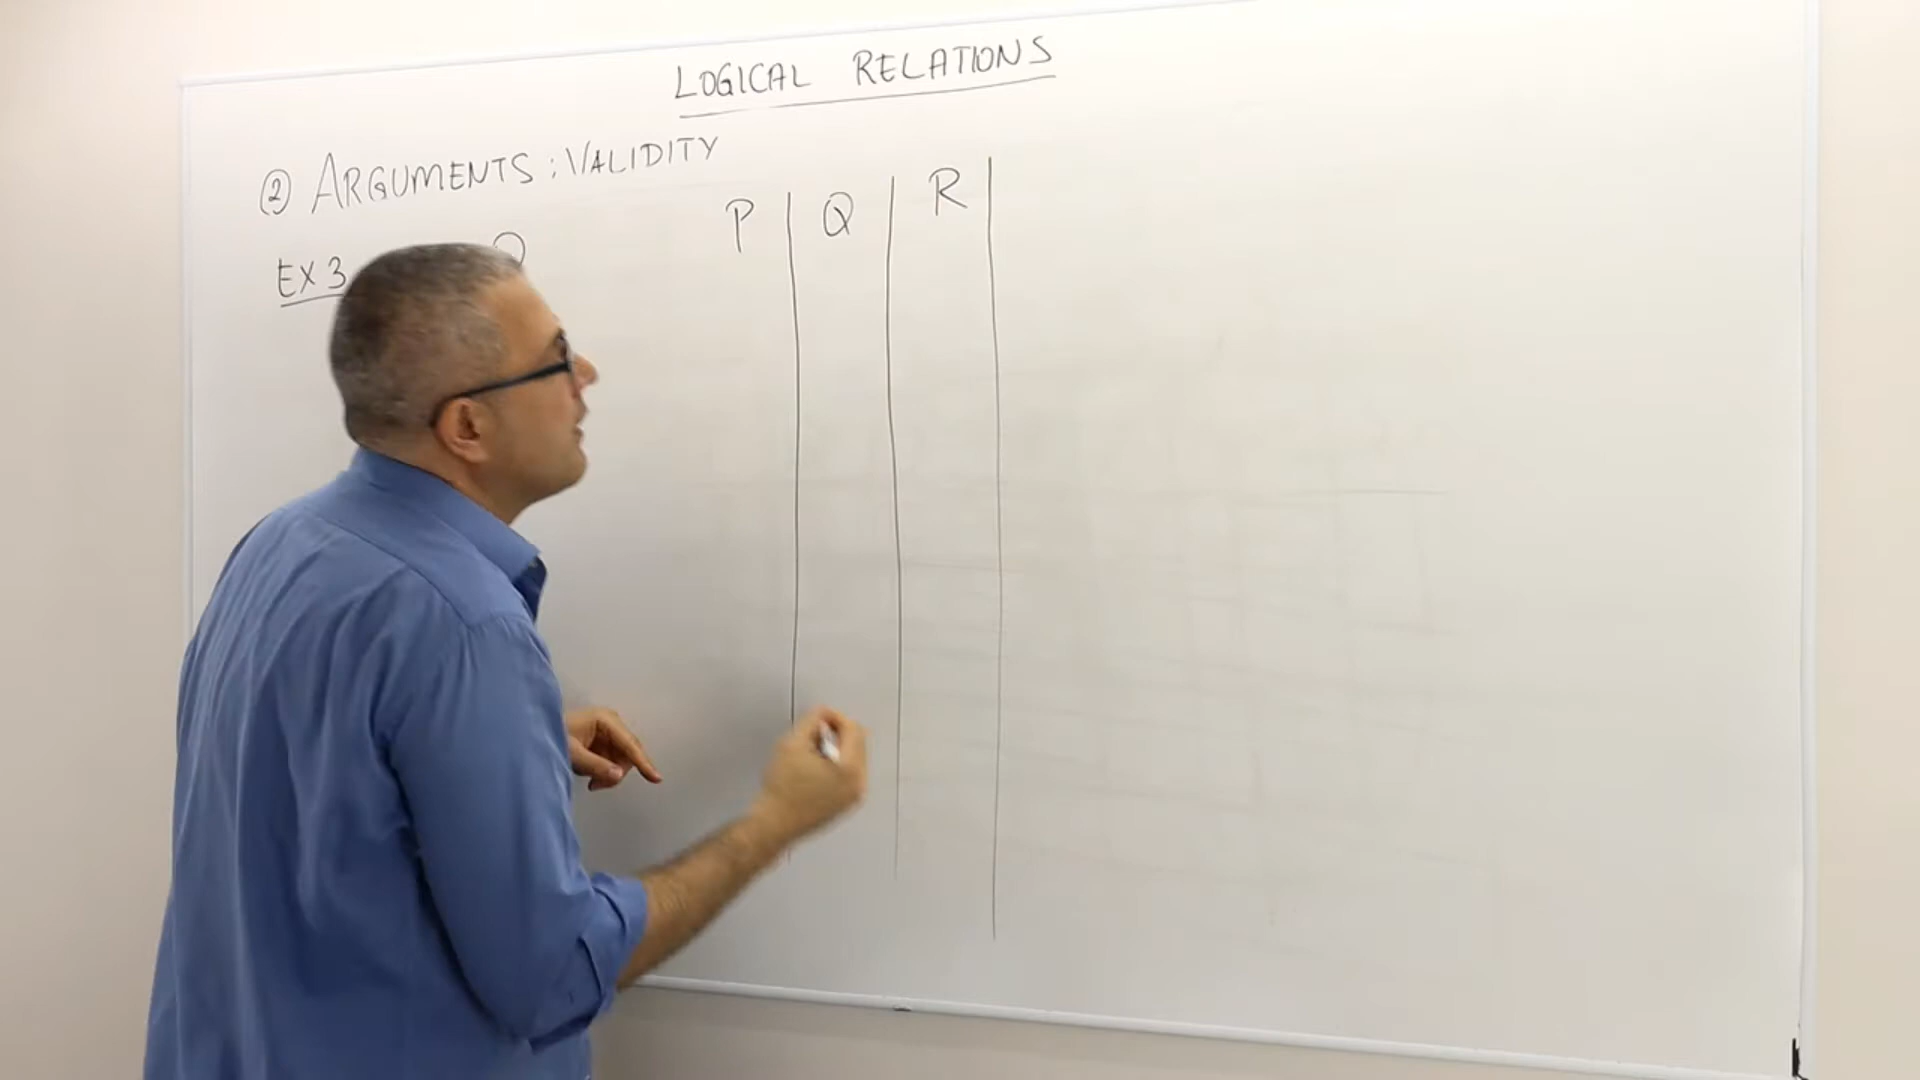 LOGICAL RELATIONS
② ARGUMENTS : VALIDITY
P Q R
EX 3